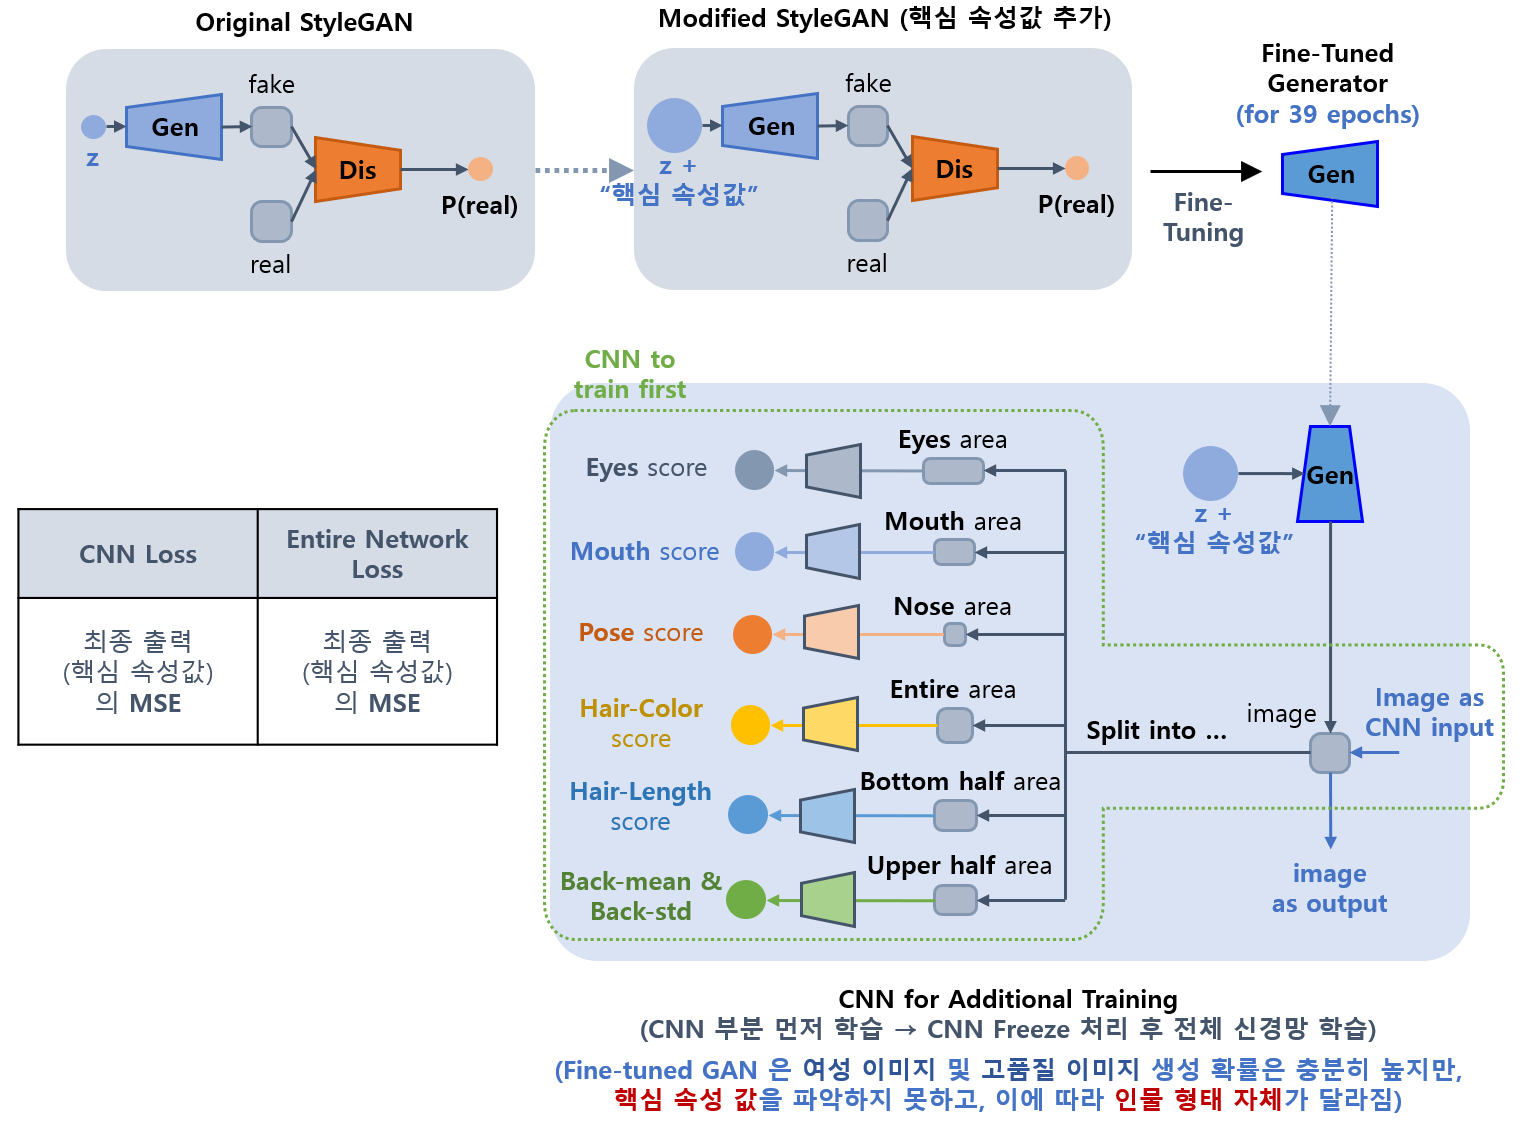 Original StyleGAN
fake
Gen
z
Dis
P(real)
real
Modified StyleGAN (핵심 속성값 추가)
fake
Gen
z +
“핵심 속성값”
Dis
P(real)
real
Fine-
Tuning
Fine-Tuned
Generator
(for 39 epochs)
Gen
CNN to
train first
Eyes score
Eyes area
Mouth score
Mouth area
Pose score
Nose area
Hair-Color
score
Entire area
Hair-Length
score
Bottom half area
Back-mean &
Back-std
Upper half area
Split into ...
Gen
z +
“핵심 속성값”
image
Image as
CNN input
image
as output
CNN Loss
Entire Network
Loss
최종 출력
(핵심 속성값)
의 MSE
최종 출력
(핵심 속성값)
의 MSE
CNN for Additional Training
(CNN 부분 먼저 학습 → CNN Freeze 처리 후 전체 신경망 학습)
(Fine-tuned GAN 은 여성 이미지 및 고품질 이미지 생성 확률은 충분히 높지만,
핵심 속성 값을 파악하지 못하고, 이에 따라 인물 형태 자체가 달라짐)